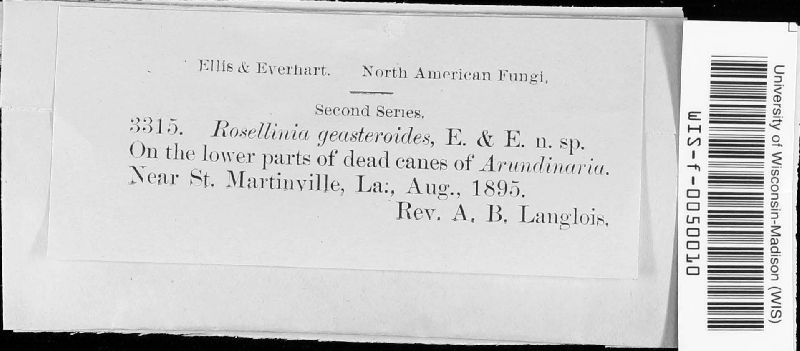 Ellis & Everhart. North American Fungi,
Second Series,
3315. Rosellinia geasteroides, E. & E. n. sp.
On the lower parts of dead canes of Arundinaria.
Near St. Martinville, La:, Aug., 1895.
Rev. A. B. Langlois,
University of Wisconsin-Madison (WIS)
WIS-f-0050010